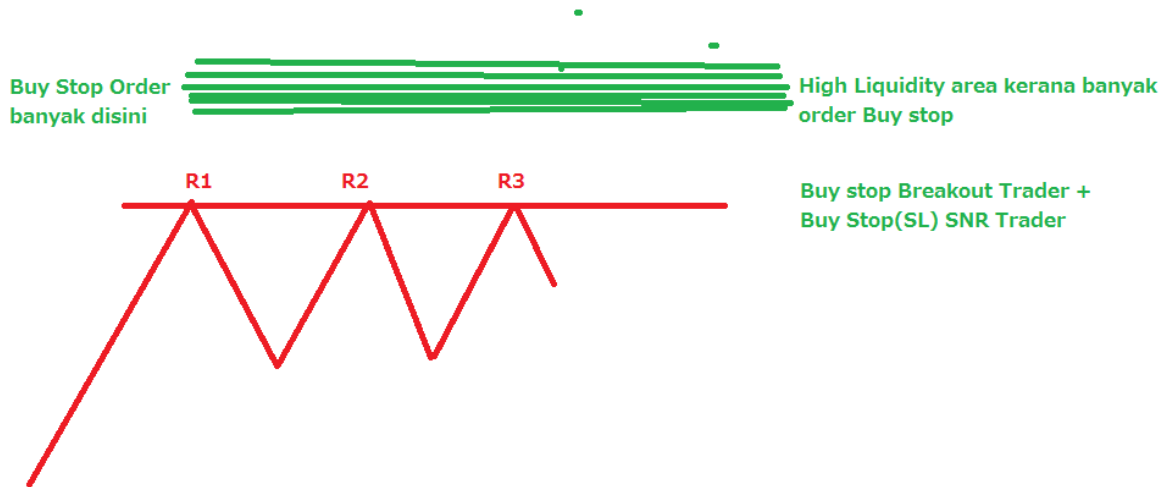 Buy Stop Order
banyak disini
High Liquidity area kerana banyak
order Buy stop
R1
R2
R3
Buy stop Breakout Trader +
Buy Stop(SL) SNR Trader